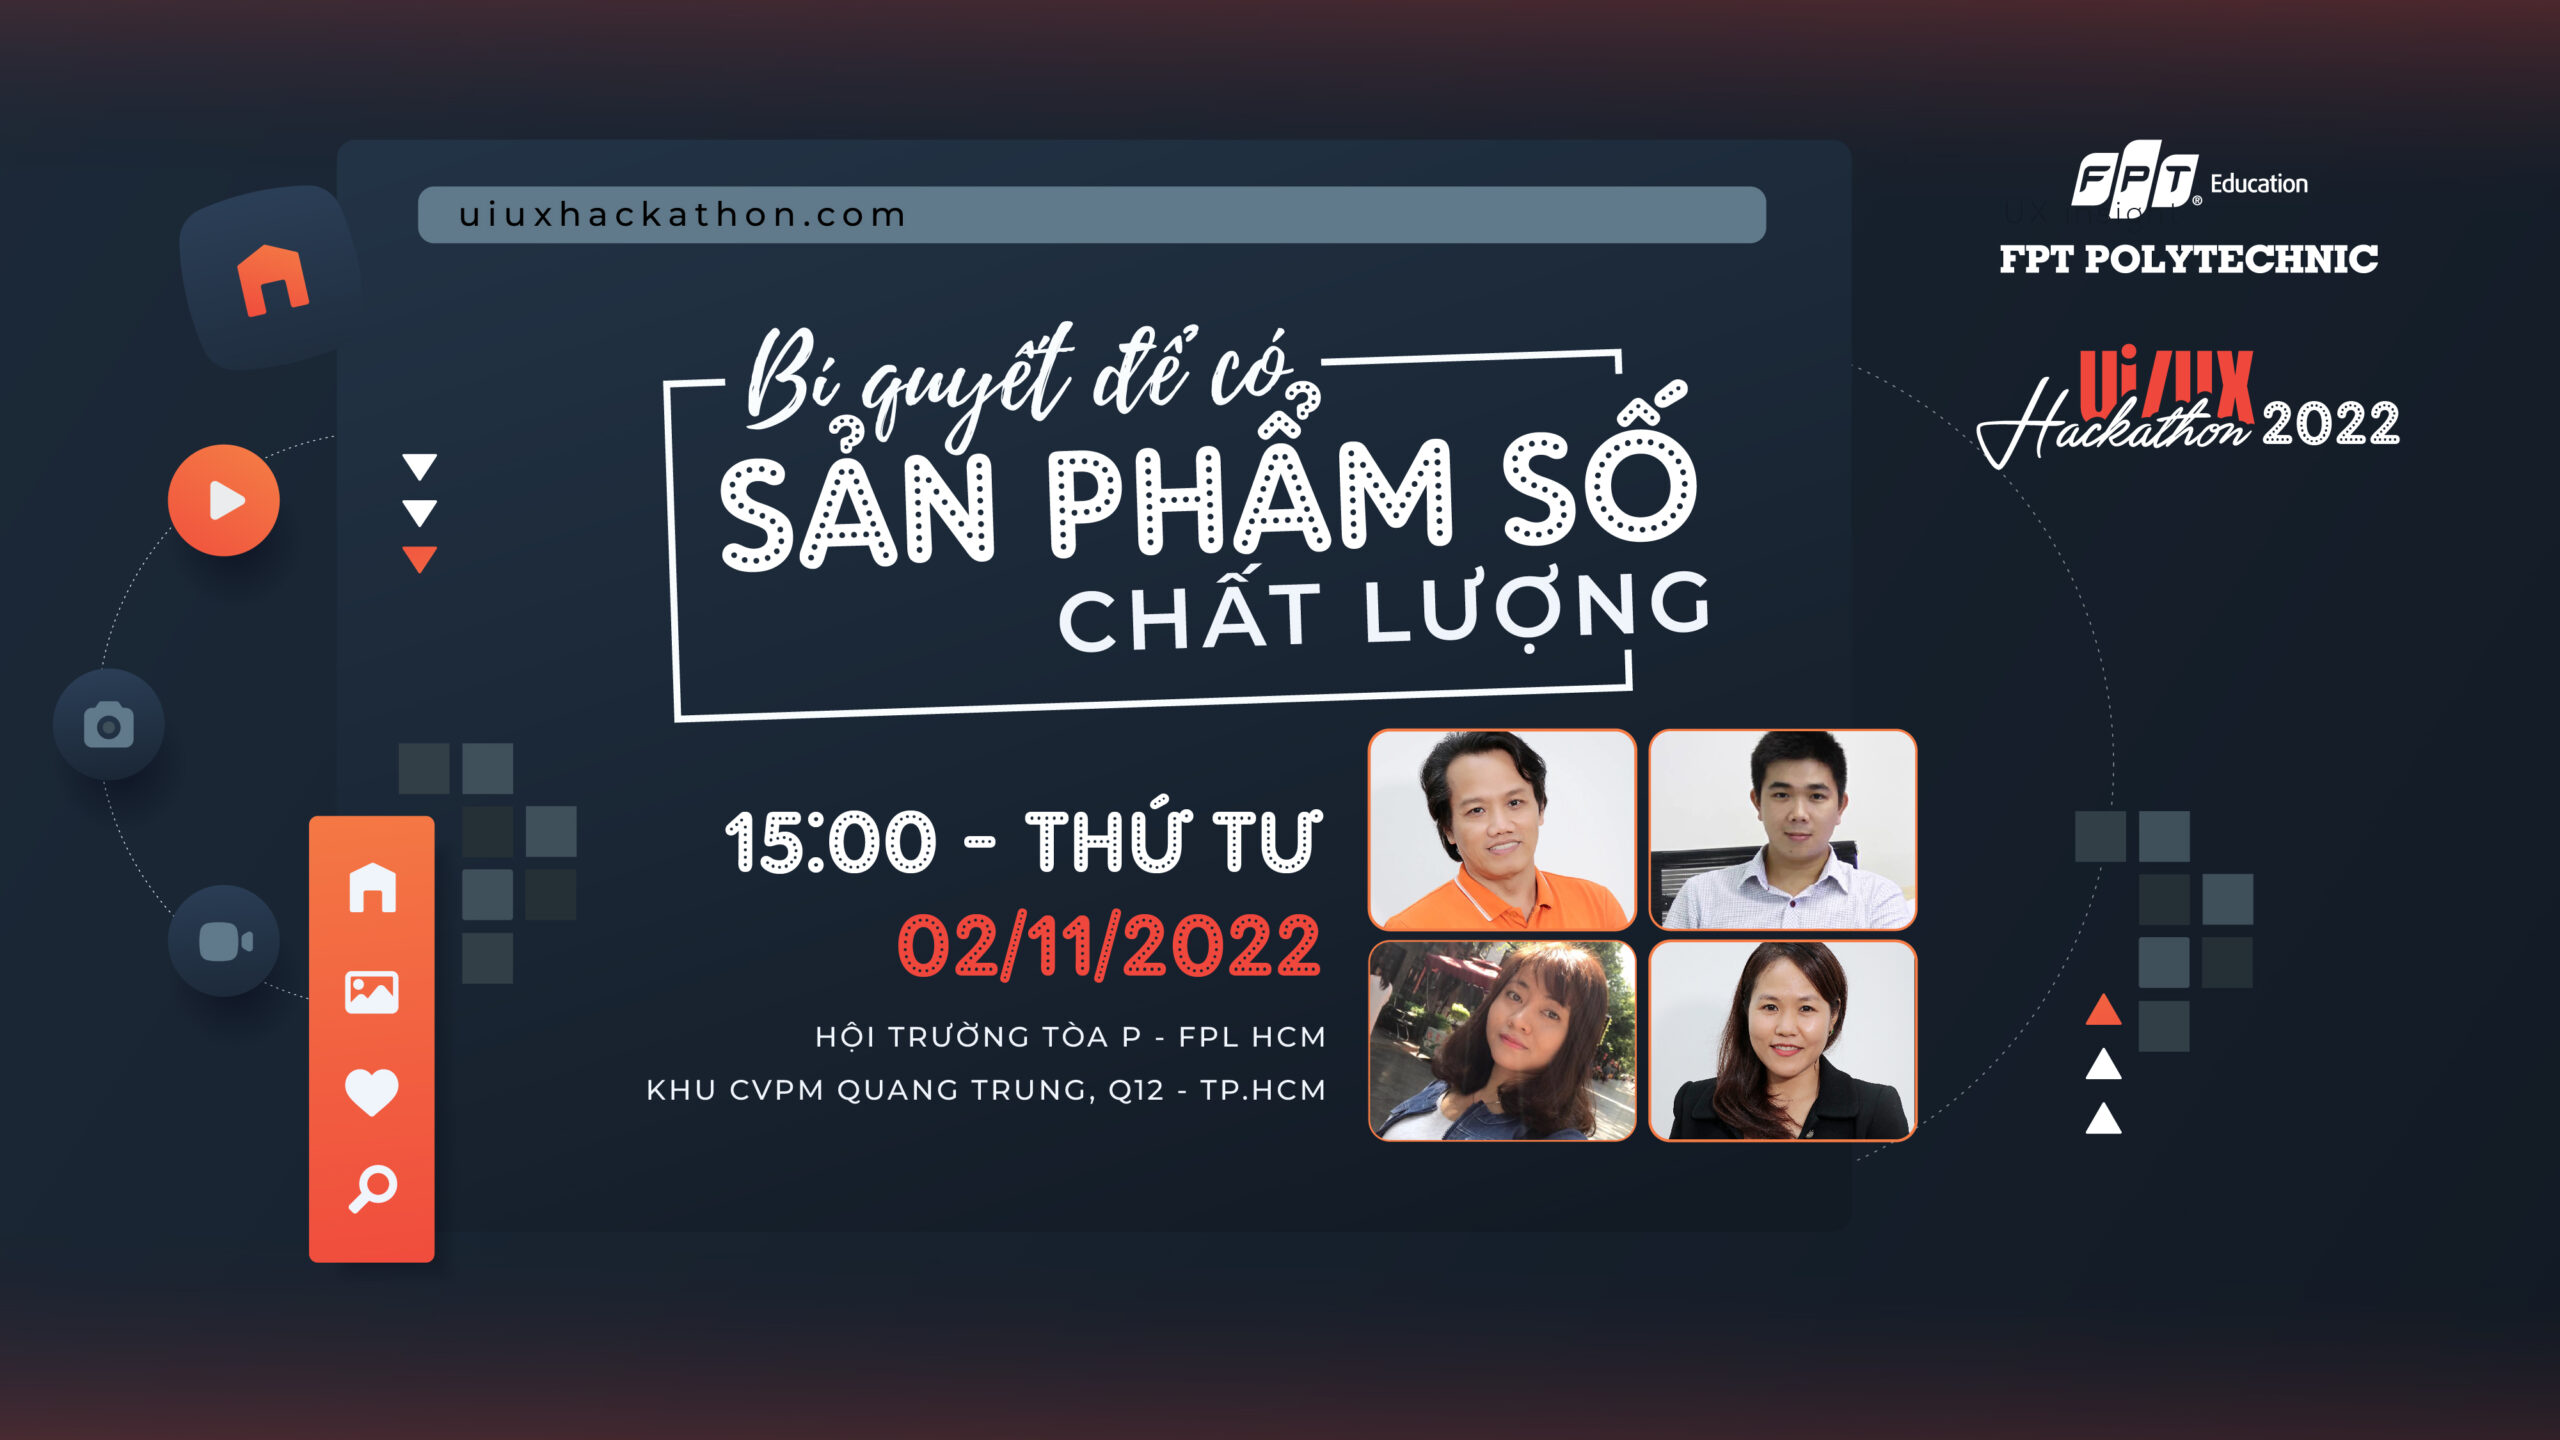 uiuxhackathon.com
FPT® Education
UX Insight
FPT POLYTECHNIC
Ui/UX
Hackathon 2022
Bí quyết để có
SẢN PHẨM SỐ
CHẤT LƯỢNG
15:00 - THỨ TƯ
02/11/2022
HỘI TRƯỜNG TÒA P - FPL HCM
KHU CVPM QUANG TRUNG, Q12 - TP.HCM